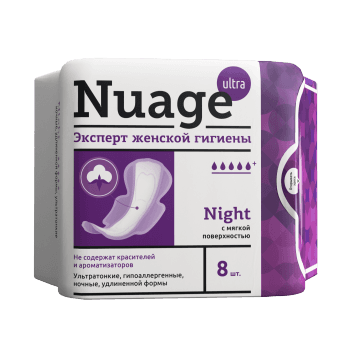 Nuage
ultra
Эксперт женской гигиены
Night
с мягкой
поверхностью
Не содержат красителей
и ароматизаторов
Ультратонкие, гипоаллергенные,
ночные, удлиненной формы
8 шт.